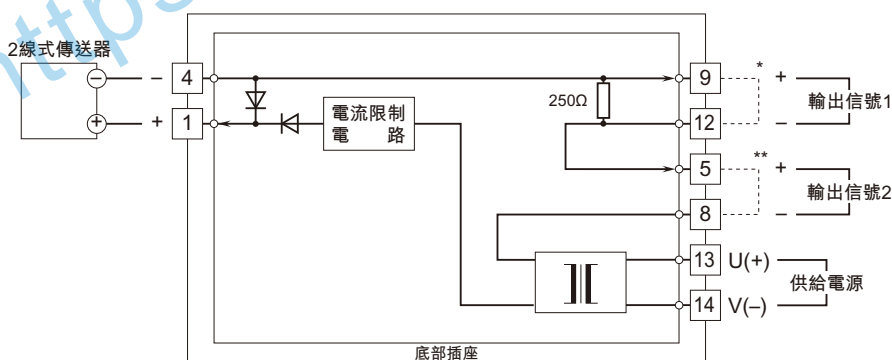 https
2線式傳送器
− − 4
+ + 1
電流限制
電 路
250Ω
9 * + 輸出信號1
12 −
5 ** + 輸出信號2
8 −
13 U(+) 供給電源
14 V(–)
底部插座